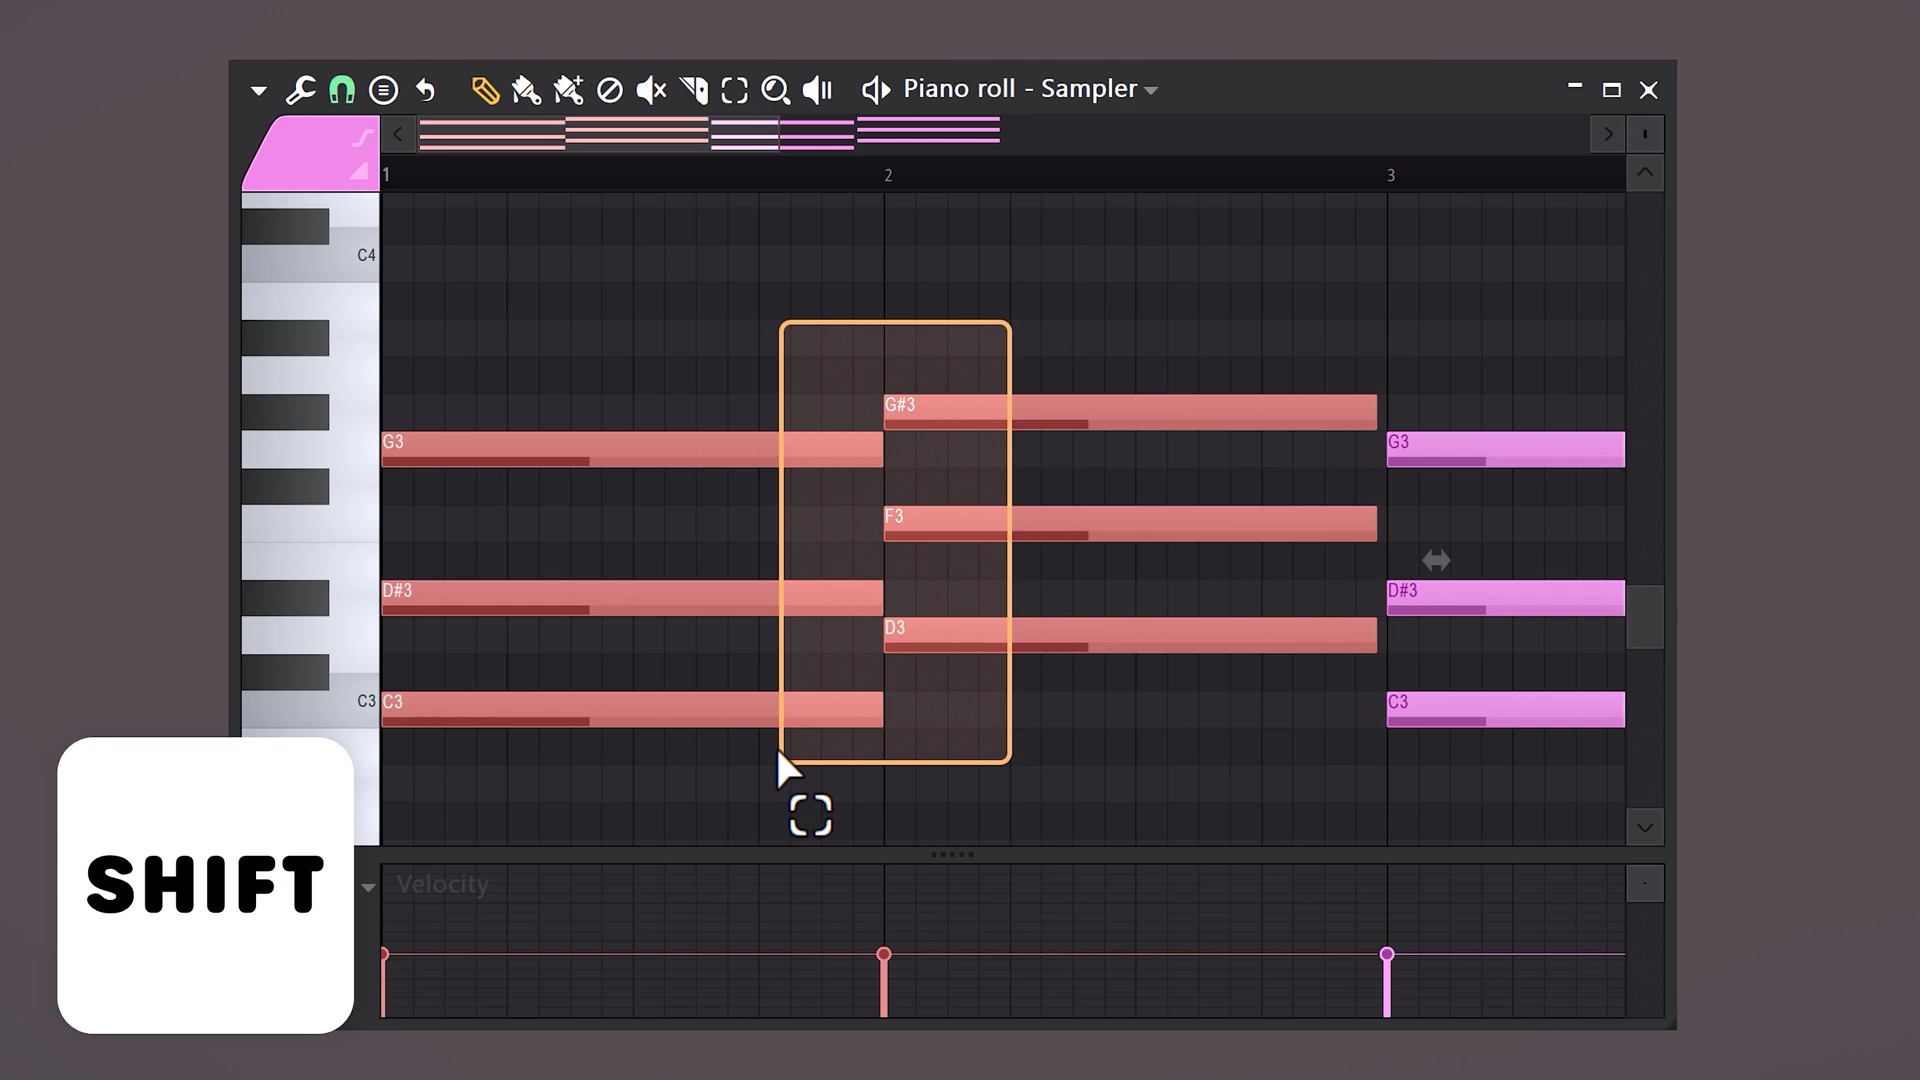 Piano roll - Sampler
1 2 3
C4
G#3
G3 G3
F3
D#3 D#3
D3
C3 C3 C3
SHIFT
Velocity